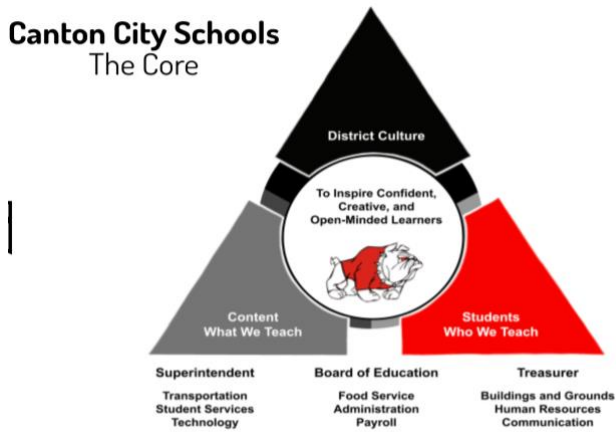 Canton City Schools
The Core
District Culture
To Inspire Confident,
Creative, and
Open-Minded Learners
Content
What We Teach
Students
Who We Teach
Superintendent
Transportation
Student Services
Technology
Board of Education
Food Service
Administration
Payroll
Treasurer
Buildings and Grounds
Human Resources
Communication